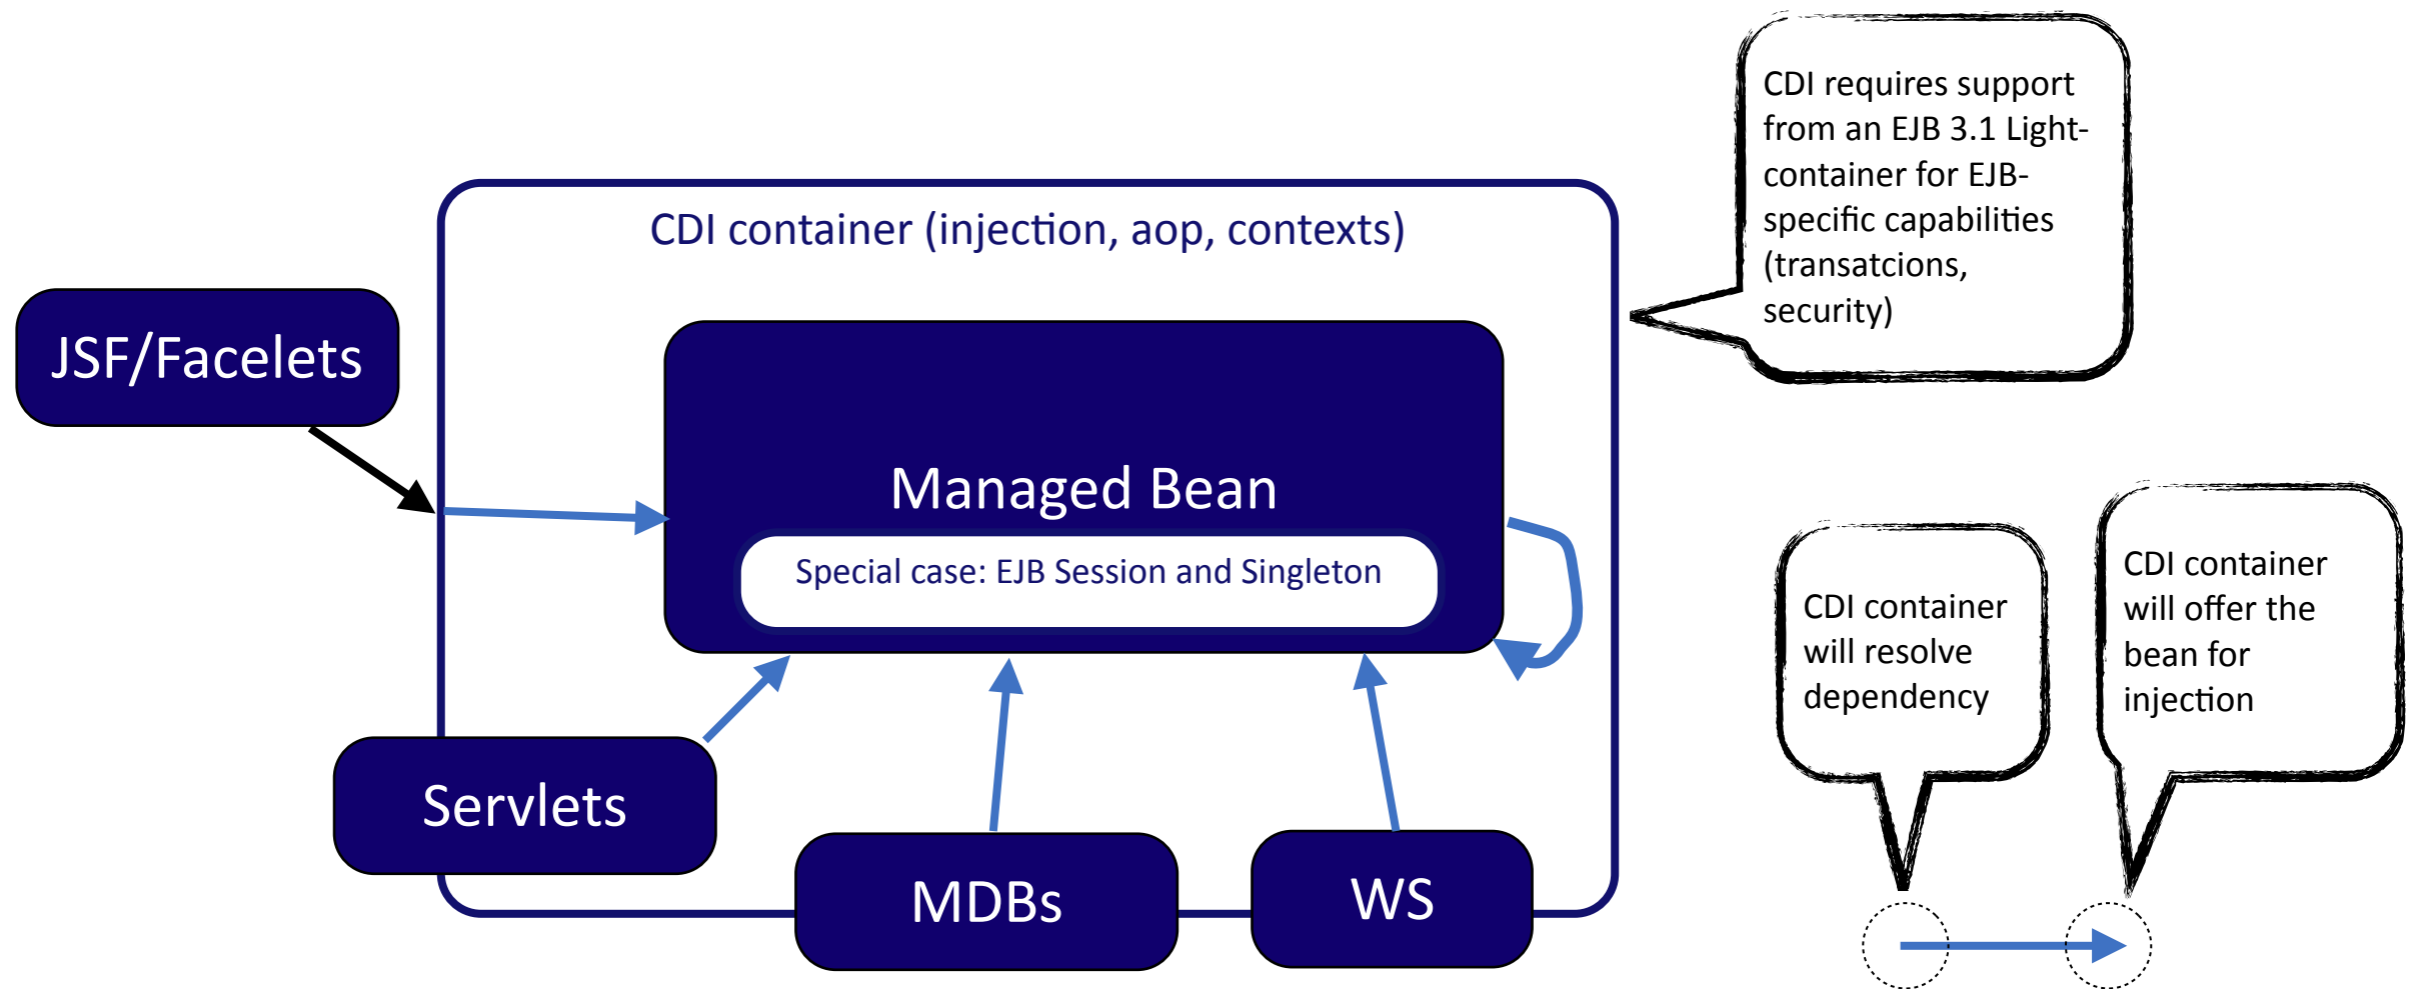 CDI requires support
from an EJB 3.1 Light-
container for EJB-
specific capabilities
(transatcions,
security)
CDI container (injection, aop, contexts)
JSF/Facelets
Managed Bean
Special case: EJB Session and Singleton
CDI container
will resolve
dependency
CDI container
will offer the
bean for
injection
Servlets
MDBs
WS